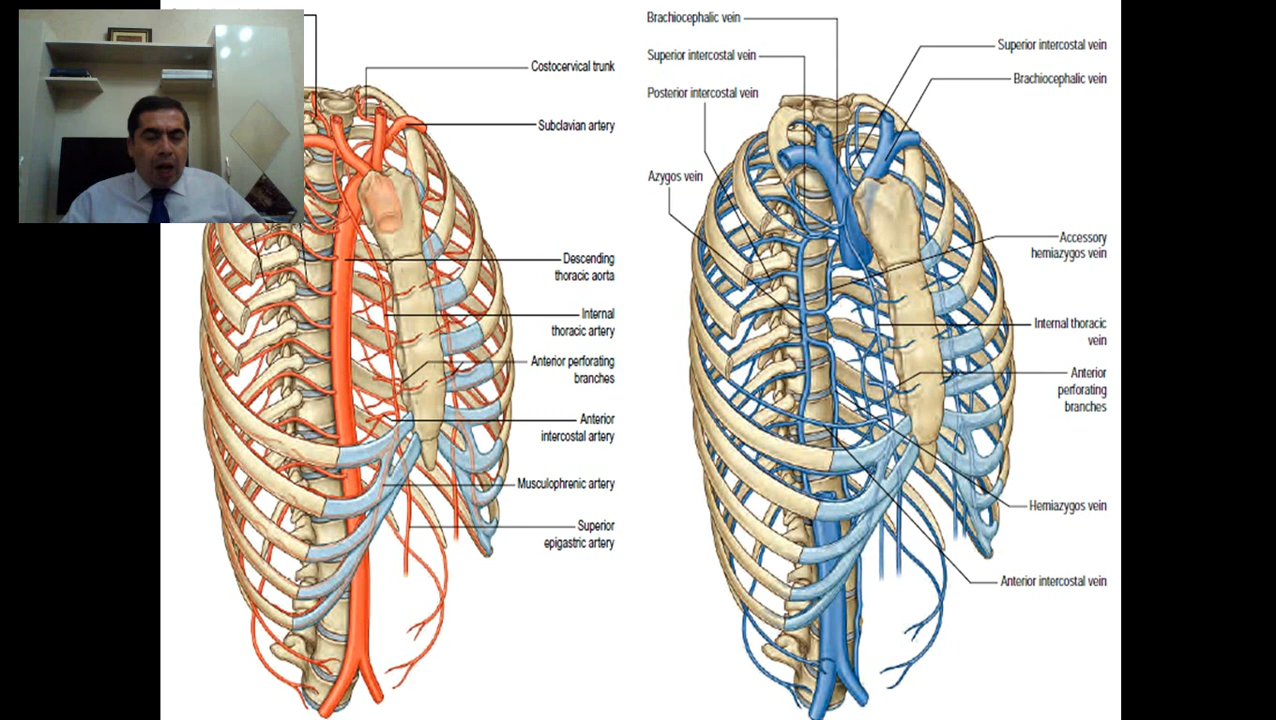 Costocervical trunk
Subclavian artery
Descending
thoracic aorta
Internal
thoracic artery
Anterior perforating
branches
Anterior
intercostal artery
Musculophrenic artery
Superior
epigastric artery
Brachiocephalic vein
Superior intercostal vein
Posterior intercostal vein
Azygos vein
Superior intercostal vein
Brachiocephalic vein
Accessory
hemiazygos vein
Internal thoracic
vein
Anterior
perforating
branches
Hemiazygos vein
Anterior intercostal vein